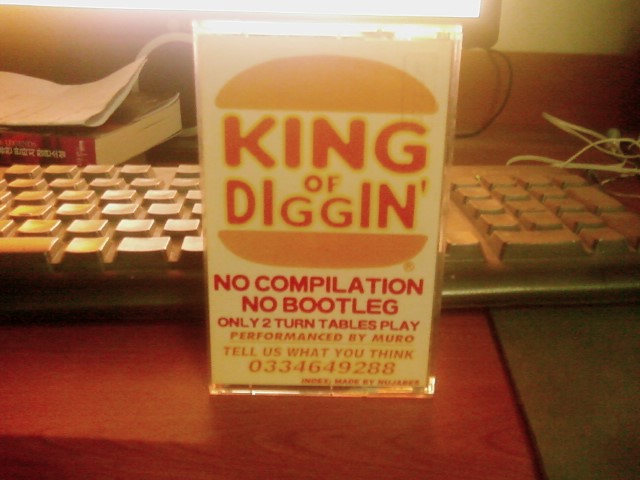 KING
OF
DIGGIN'
®
NO COMPILATION
NO BOOTLEG
ONLY 2 TURN TABLES PLAY
PERFORMANCED BY MURO
TELL US WHAT YOU THINK
0334649288
INDEX: MADE BY NUJABES